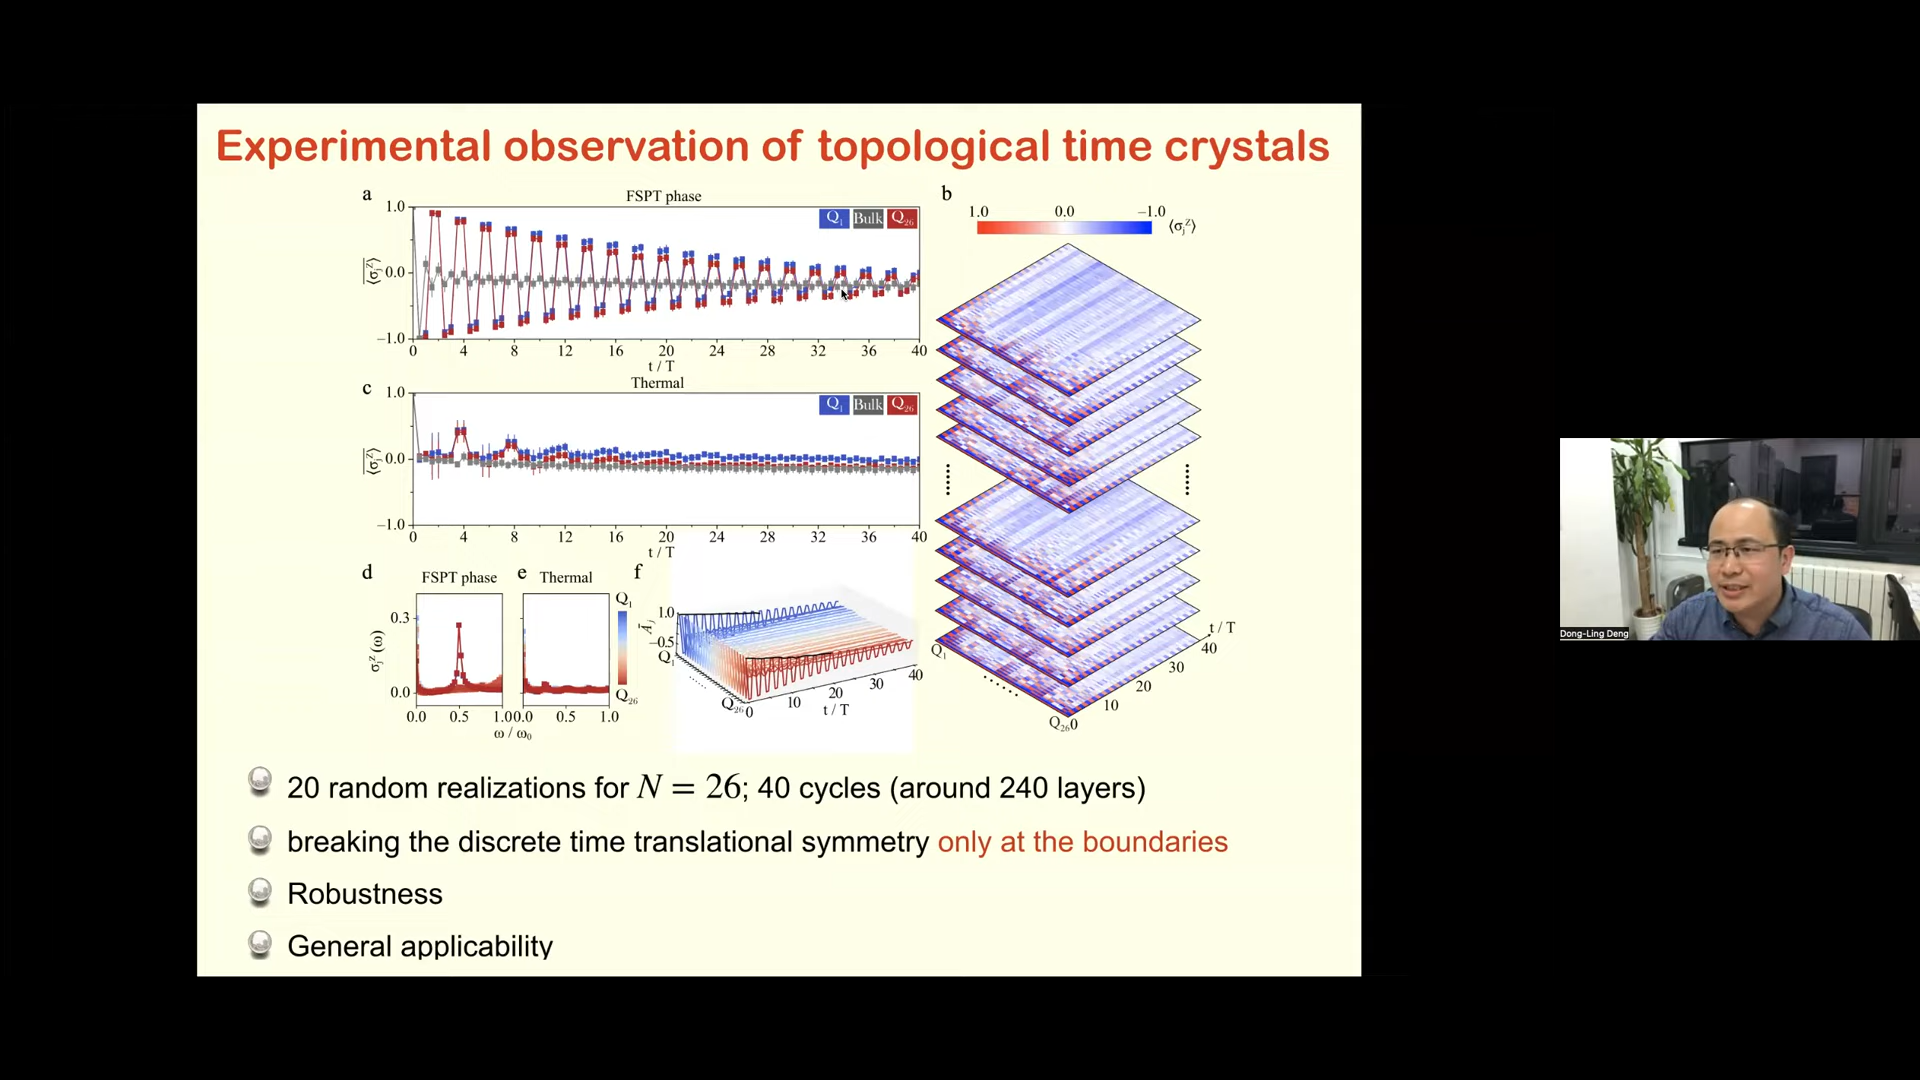 Experimental observation of topological time crystals
a
FSPT phase
1.0
0.0
−1.0
⟨σⱼᶻ⟩
Q₁ Bulk Q₂₆
0 4 8 12 16 20 24 28 32 36 40
t / T
b
1.0 0.0 −1.0
⟨σⱼᶻ⟩
Q₁
Q₂₆
0 10 20 30 40
t / T
c
Thermal
1.0
0.0
−1.0
⟨σⱼᶻ⟩
Q₁ Bulk Q₂₆
0 4 8 12 16 20 24 28 32 36 40
t / T
d
FSPT phase
0.3
0.0
σⱼᶻ (ω)
0.0 0.5 1.0
e
Thermal
0.0 0.5 1.0
ω / ω₀
Q₁
Q₂₆
f
1.0
−0.5
Āⱼ
Q₁
Q₂₆
0 10 20 30 40
t / T
20 random realizations for N = 26; 40 cycles (around 240 layers)
breaking the discrete time translational symmetry only at the boundaries
Robustness
General applicability
Dong-Ling Deng